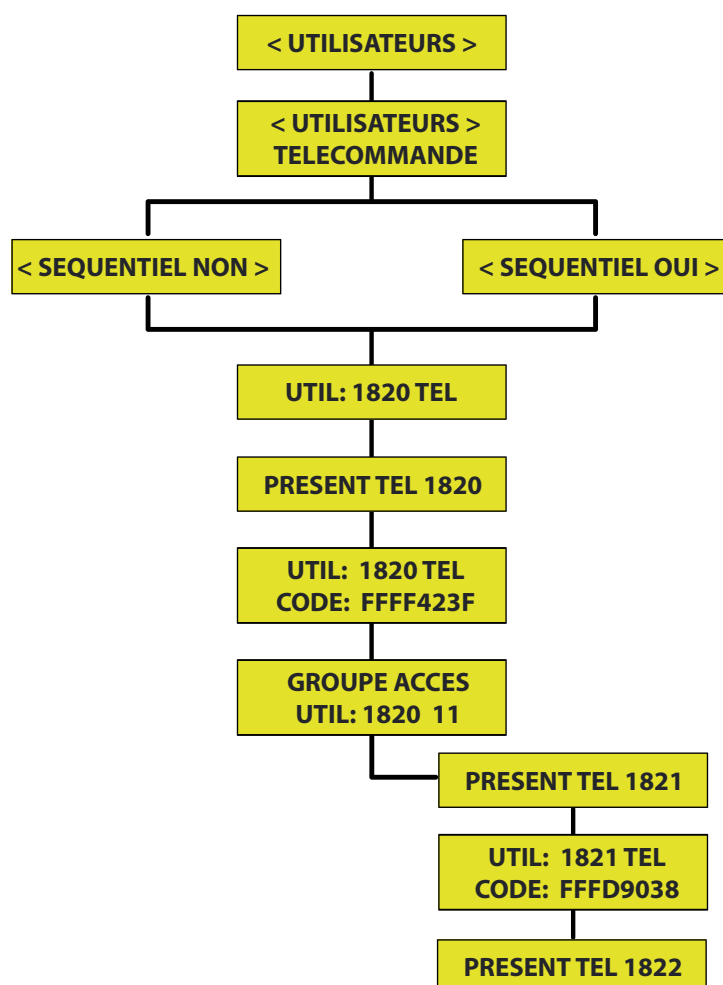 < UTILISATEURS >
< UTILISATEURS >
TELECOMMANDE
< SEQUENTIEL NON >
< SEQUENTIEL OUI >
UTIL: 1820 TEL
PRESENT TEL 1820
UTIL: 1820 TEL
CODE: FFFF423F
GROUPE ACCES
UTIL: 1820 11
PRESENT TEL 1821
UTIL: 1821 TEL
CODE: FFFD9038
PRESENT TEL 1822